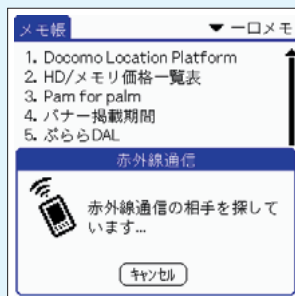 メモ帳 ▼ 一口メモ
1. Docomo Location Platform
2. HD/メモリ価格一覧表
3. Pam for palm
4. バナー掲載期間
5. ぷららDAL
赤外線通信
赤外線通信の相手を探して
います...
キャンセル